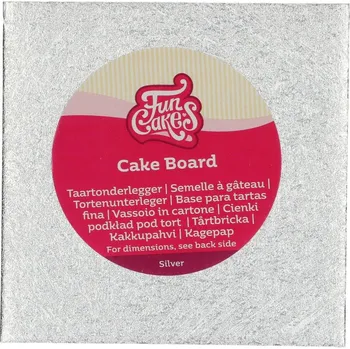 Fun
Cakes
Cake Board
Taartonderlegger | Semelle à gâteau |
Tortenunterleger | Base para tartas
fina | Vassoio in cartone | Cienki
podkład pod tort | Tårtbricka |
Kakkupahvi | Kagepap
For dimensions, see back side
Silver